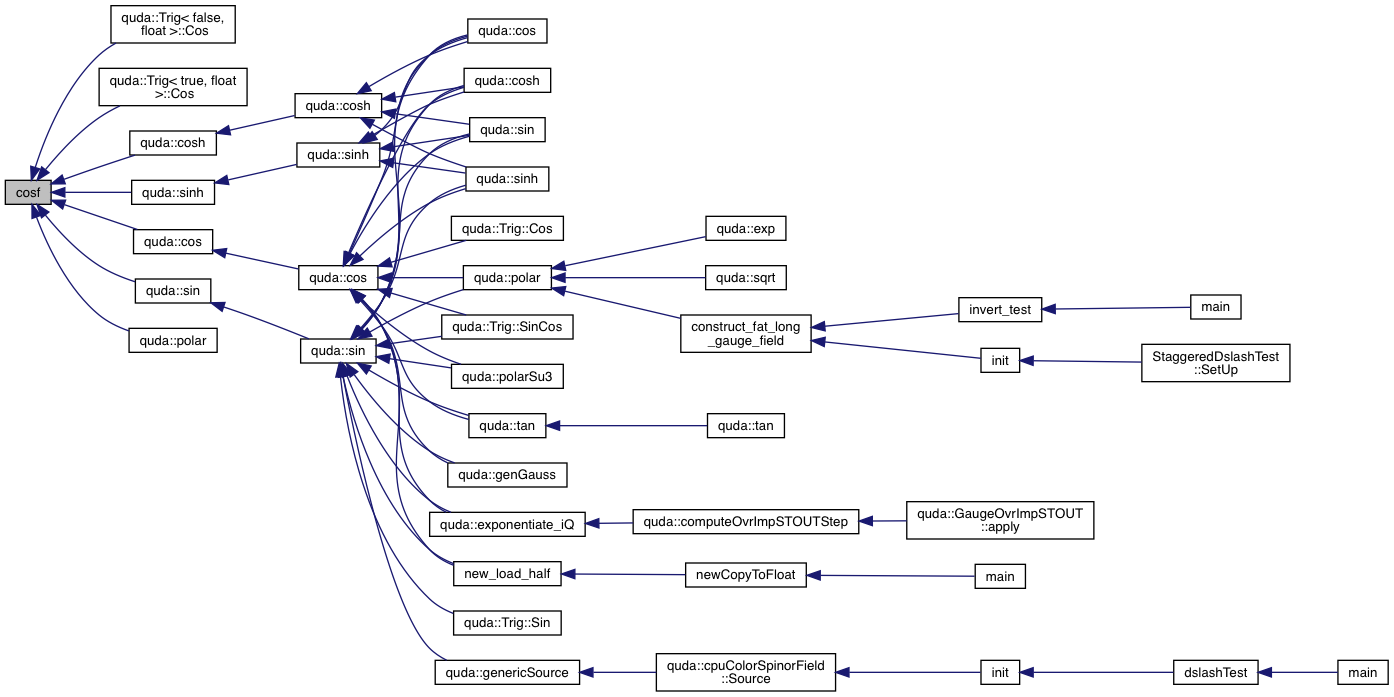 quda::Trig< false,
float >::Cos
quda::Trig< true, float
>::Cos
quda::cosh
quda::sinh
cosf
quda::cos
quda::sin
quda::polar
quda::cosh
quda::sinh
quda::cos
quda::sin
quda::cos
quda::cosh
quda::sin
quda::sinh
quda::Trig::Cos
quda::polar
quda::Trig::SinCos
quda::polarSu3
quda::tan
quda::genGauss
quda::exponentiate_iQ
new_load_half
quda::Trig::Sin
quda::genericSource
quda::exp
quda::sqrt
construct_fat_long
_gauge_field
quda::tan
quda::computeOvrImpSTOUTStep
newCopyToFloat
quda::cpuColorSpinorField
::Source
invert_test
init
quda::GaugeOvrImpSTOUT
::apply
main
init
main
StaggeredDslashTest
::SetUp
dslashTest
main